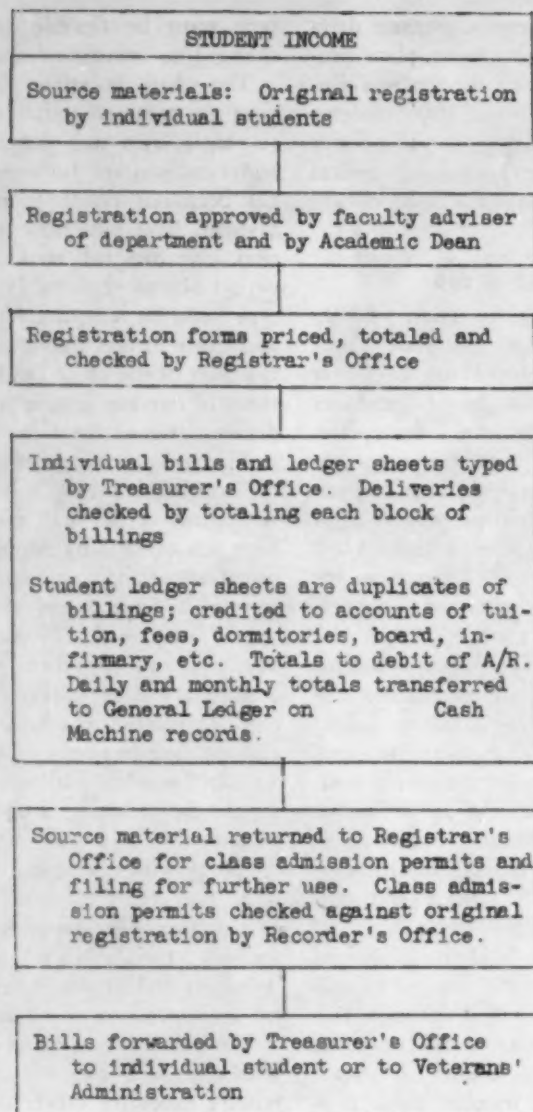 STUDENT INCOME
Source materials: Original registration
by individual students
Registration approved by faculty adviser
of department and by Academic Dean
Registration forms priced, totaled and
checked by Registrar's Office
Individual bills and ledger sheets typed
by Treasurer's Office. Deliveries
checked by totaling each block of
billings
Student ledger sheets are duplicates of
billings; credited to accounts of tui-
tion, fees, dormitories, board, in-
firmary, etc. Totals to debit of A/R.
Daily and monthly totals transferred
to General Ledger on Cash
Machine records.
Source material returned to Registrar's
Office for class admission permits and
filing for further use. Class admis-
sion permits checked against original
registration by Recorder's Office.
Bills forwarded by Treasurer's Office
to individual student or to Veterans'
Administration